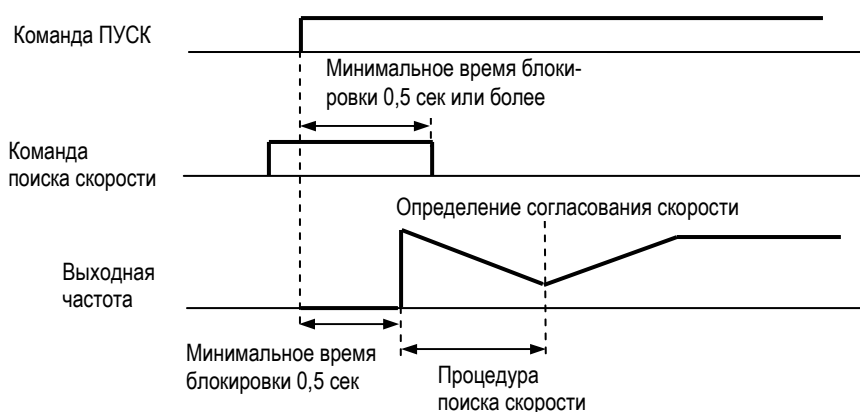 Команда ПУСК
Минимальное время блоки-
ровки 0,5 сек или более
Команда
поиска скорости
Определение согласования скорости
Выходная
частота
Минимальное время
блокировки 0,5 сек
Процедура
поиска скорости